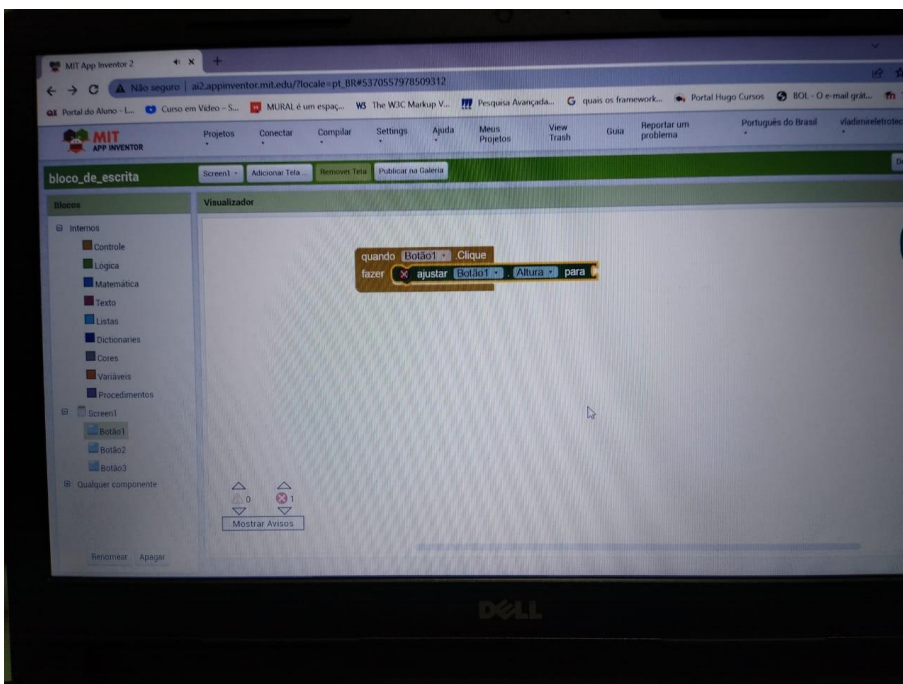 MIT App Inventor 2
Não seguro ai2.appinventor.mit.edu/?locale=pt_BR#5370557978509312
Portal do Aluno - L... Curso em Vídeo – S... MURAL é um espaç... The W3C Markup V... Pesquisa Avançada... quais os framework... Portal Hugo Cursos BOL - O e-mail grát...
MIT
APP INVENTOR
Projetos Conectar Compilar Settings Ajuda Meus Projetos View Trash Guia Reportar um problema Português do Brasil
bloco_de_escrita Screen1 Adicionar Tela ... Remover Tela Publicar na Galeria
Blocos Visualizador
Internos
Controle
Lógica
Matemática
Texto
Listas
Dictionaries
Cores
Variáveis
Procedimentos
Screen1
Botão1
Botão2
Botão3
Qualquer componente
Renomear Apagar
quando Botão1 .Clique
fazer ajustar Botão1 . Altura para
0 1
Mostrar Avisos
DELL